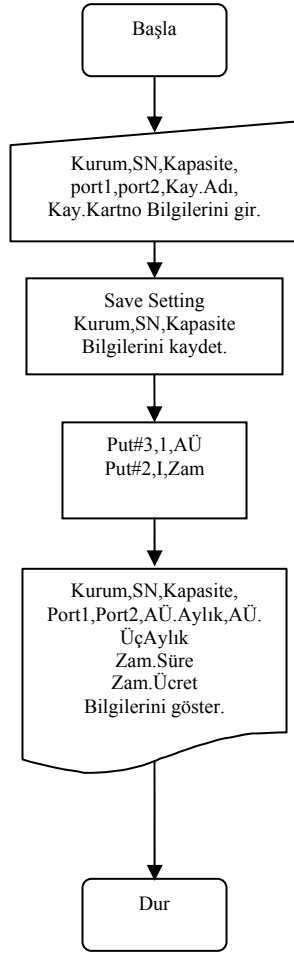 Başla
Kurum,SN,Kapasite,
port1,port2,Kay.Adı,
Kay.Kartno Bilgilerini gir.
Save Setting
Kurum,SN,Kapasite
Bilgilerini kaydet.
Put#3,1,AÜ
Put#2,I,Zam
Kurum,SN,Kapasite,
Port1,Port2,AÜ.Aylık,AÜ.
ÜçAylık
Zam.Süre
Zam.Ücret
Bilgilerini göster.
Dur